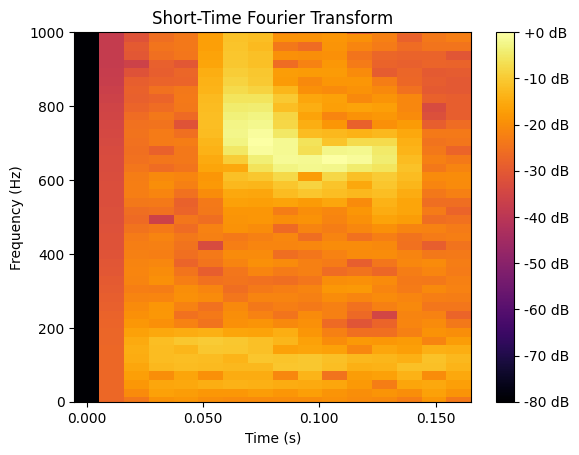 Short-Time Fourier Transform
1000
800
600
400
200
0
Frequency (Hz)
0.000
0.050
0.100
0.150
Time (s)
+0 dB
-10 dB
-20 dB
-30 dB
-40 dB
-50 dB
-60 dB
-70 dB
-80 dB